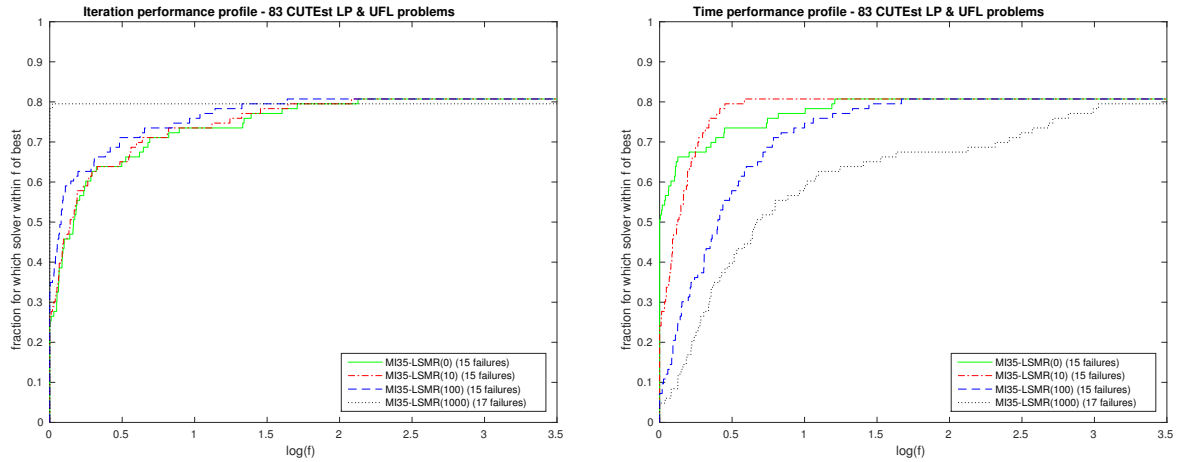 Iteration performance profile - 83 CUTEst LP & UFL problems
fraction for which solver within f of best
1
0.9
0.8
0.7
0.6
0.5
0.4
0.3
0.2
0.1
0
0 0.5 1 1.5 2 2.5 3 3.5
log(f)
MI35-LSMR(0) (15 failures)
MI35-LSMR(10) (15 failures)
MI35-LSMR(100) (15 failures)
MI35-LSMR(1000) (17 failures)
Time performance profile - 83 CUTEst LP & UFL problems
fraction for which solver within f of best
1
0.9
0.8
0.7
0.6
0.5
0.4
0.3
0.2
0.1
0
0 0.5 1 1.5 2 2.5 3 3.5
log(f)
MI35-LSMR(0) (15 failures)
MI35-LSMR(10) (15 failures)
MI35-LSMR(100) (15 failures)
MI35-LSMR(1000) (17 failures)